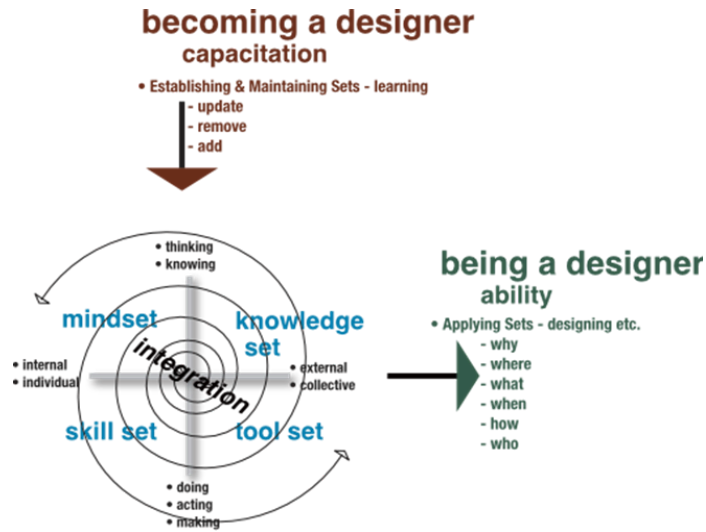 becoming a designer
capacitation
• Establishing & Maintaining Sets - learning
- update
- remove
- add
• thinking
• knowing
mindset
knowledge
set
integration
• internal
• individual
• external
• collective
skill set
tool set
• doing
• acting
• making
being a designer
ability
• Applying Sets - designing etc.
- why
- where
- what
- when
- how
- who